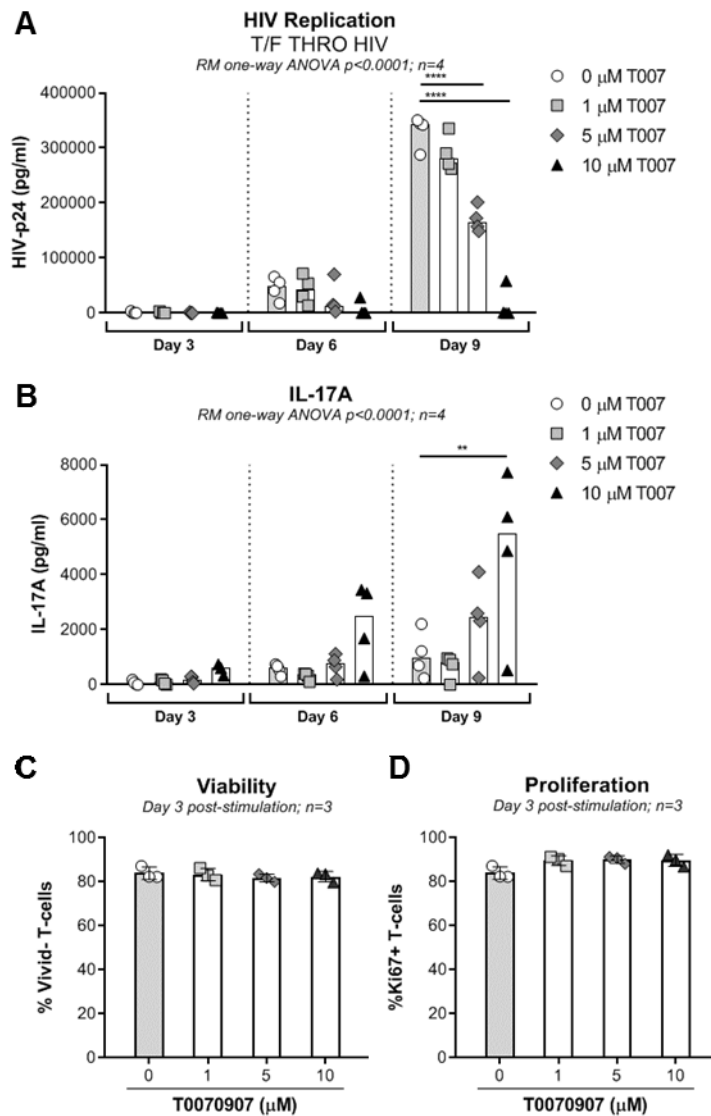 A
HIV Replication
T/F THRO HIV
RM one-way ANOVA p<0.0001; n=4
****
****
0 μM T007
1 μM T007
5 μM T007
10 μM T007
HIV-p24 (pg/ml)
400000
300000
200000
100000
0
Day 3
Day 6
Day 9
B
IL-17A
RM one-way ANOVA p<0.0001; n=4
**
0 μM T007
1 μM T007
5 μM T007
10 μM T007
IL-17A (pg/ml)
8000
6000
4000
2000
0
Day 3
Day 6
Day 9
C
Viability
Day 3 post-stimulation; n=3
% Vivid- T-cells
100
80
60
40
20
0
0 1 5 10
T0070907 (μM)
D
Proliferation
Day 3 post-stimulation; n=3
%Ki67+ T-cells
100
80
60
40
20
0
0 1 5 10
T0070907 (μM)